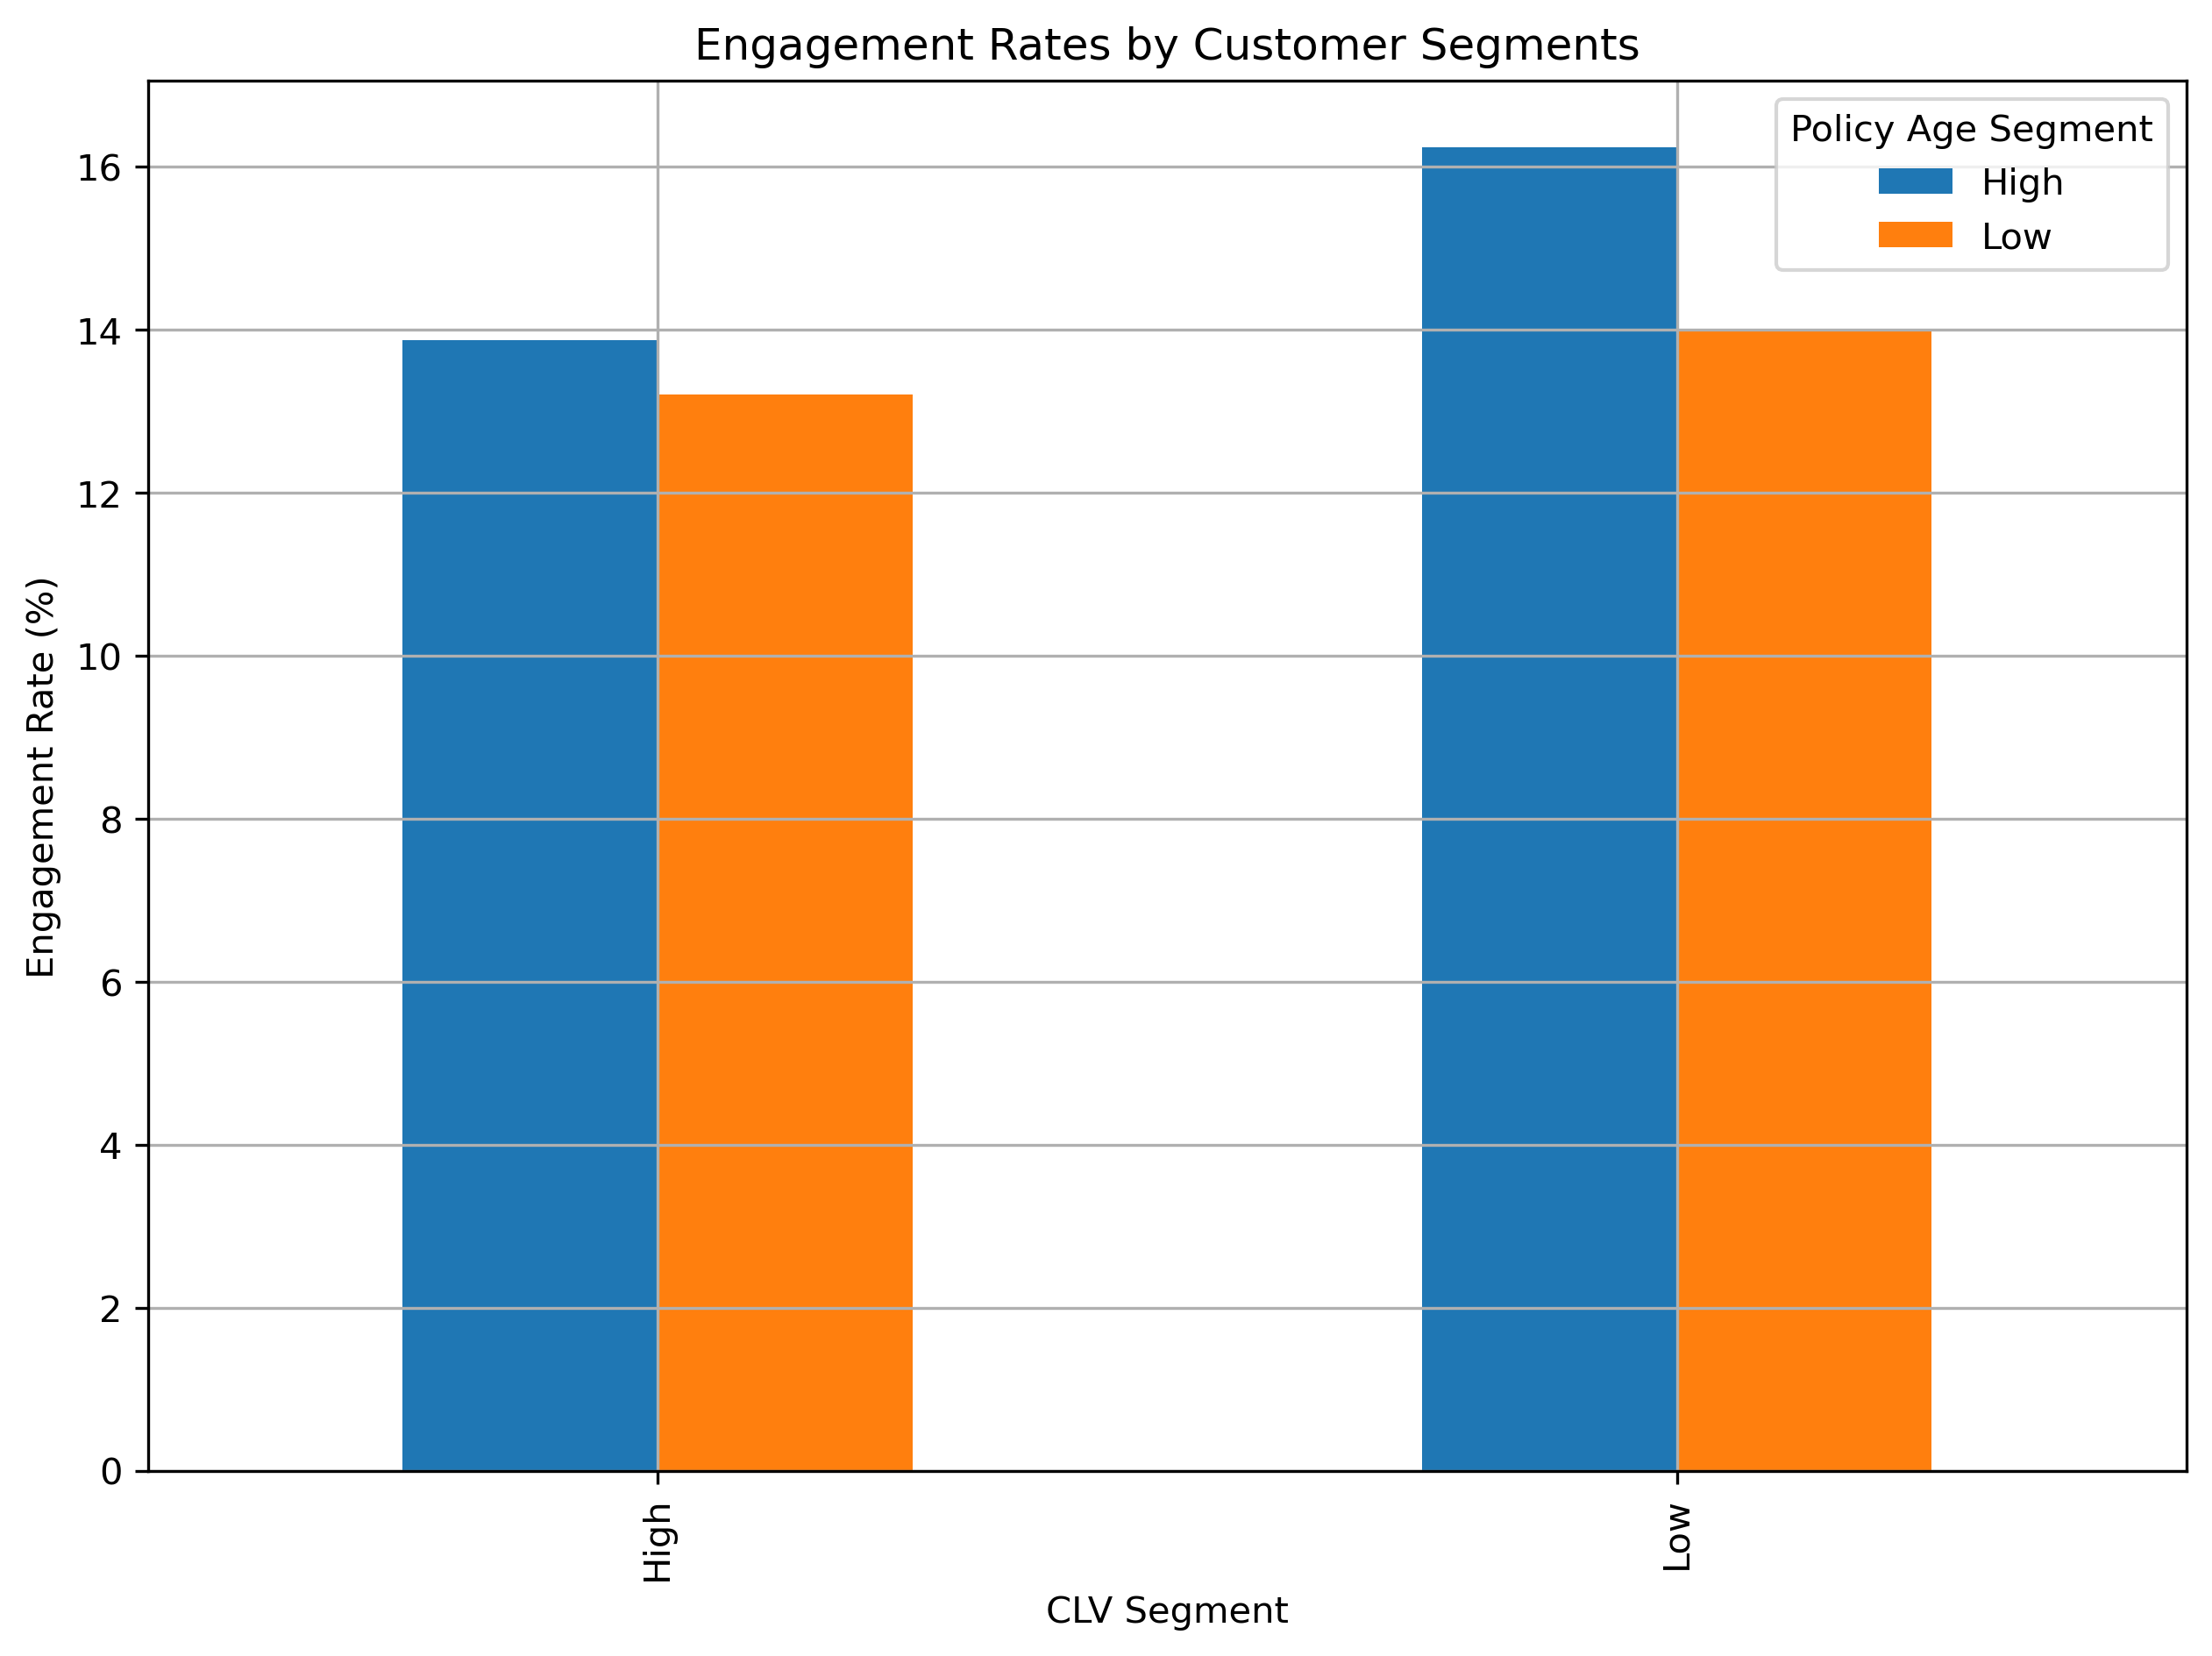 Engagement Rates by Customer Segments
Policy Age Segment
High
Low
16
14
12
10
8
6
4
2
0
Engagement Rate (%)
High
Low
CLV Segment